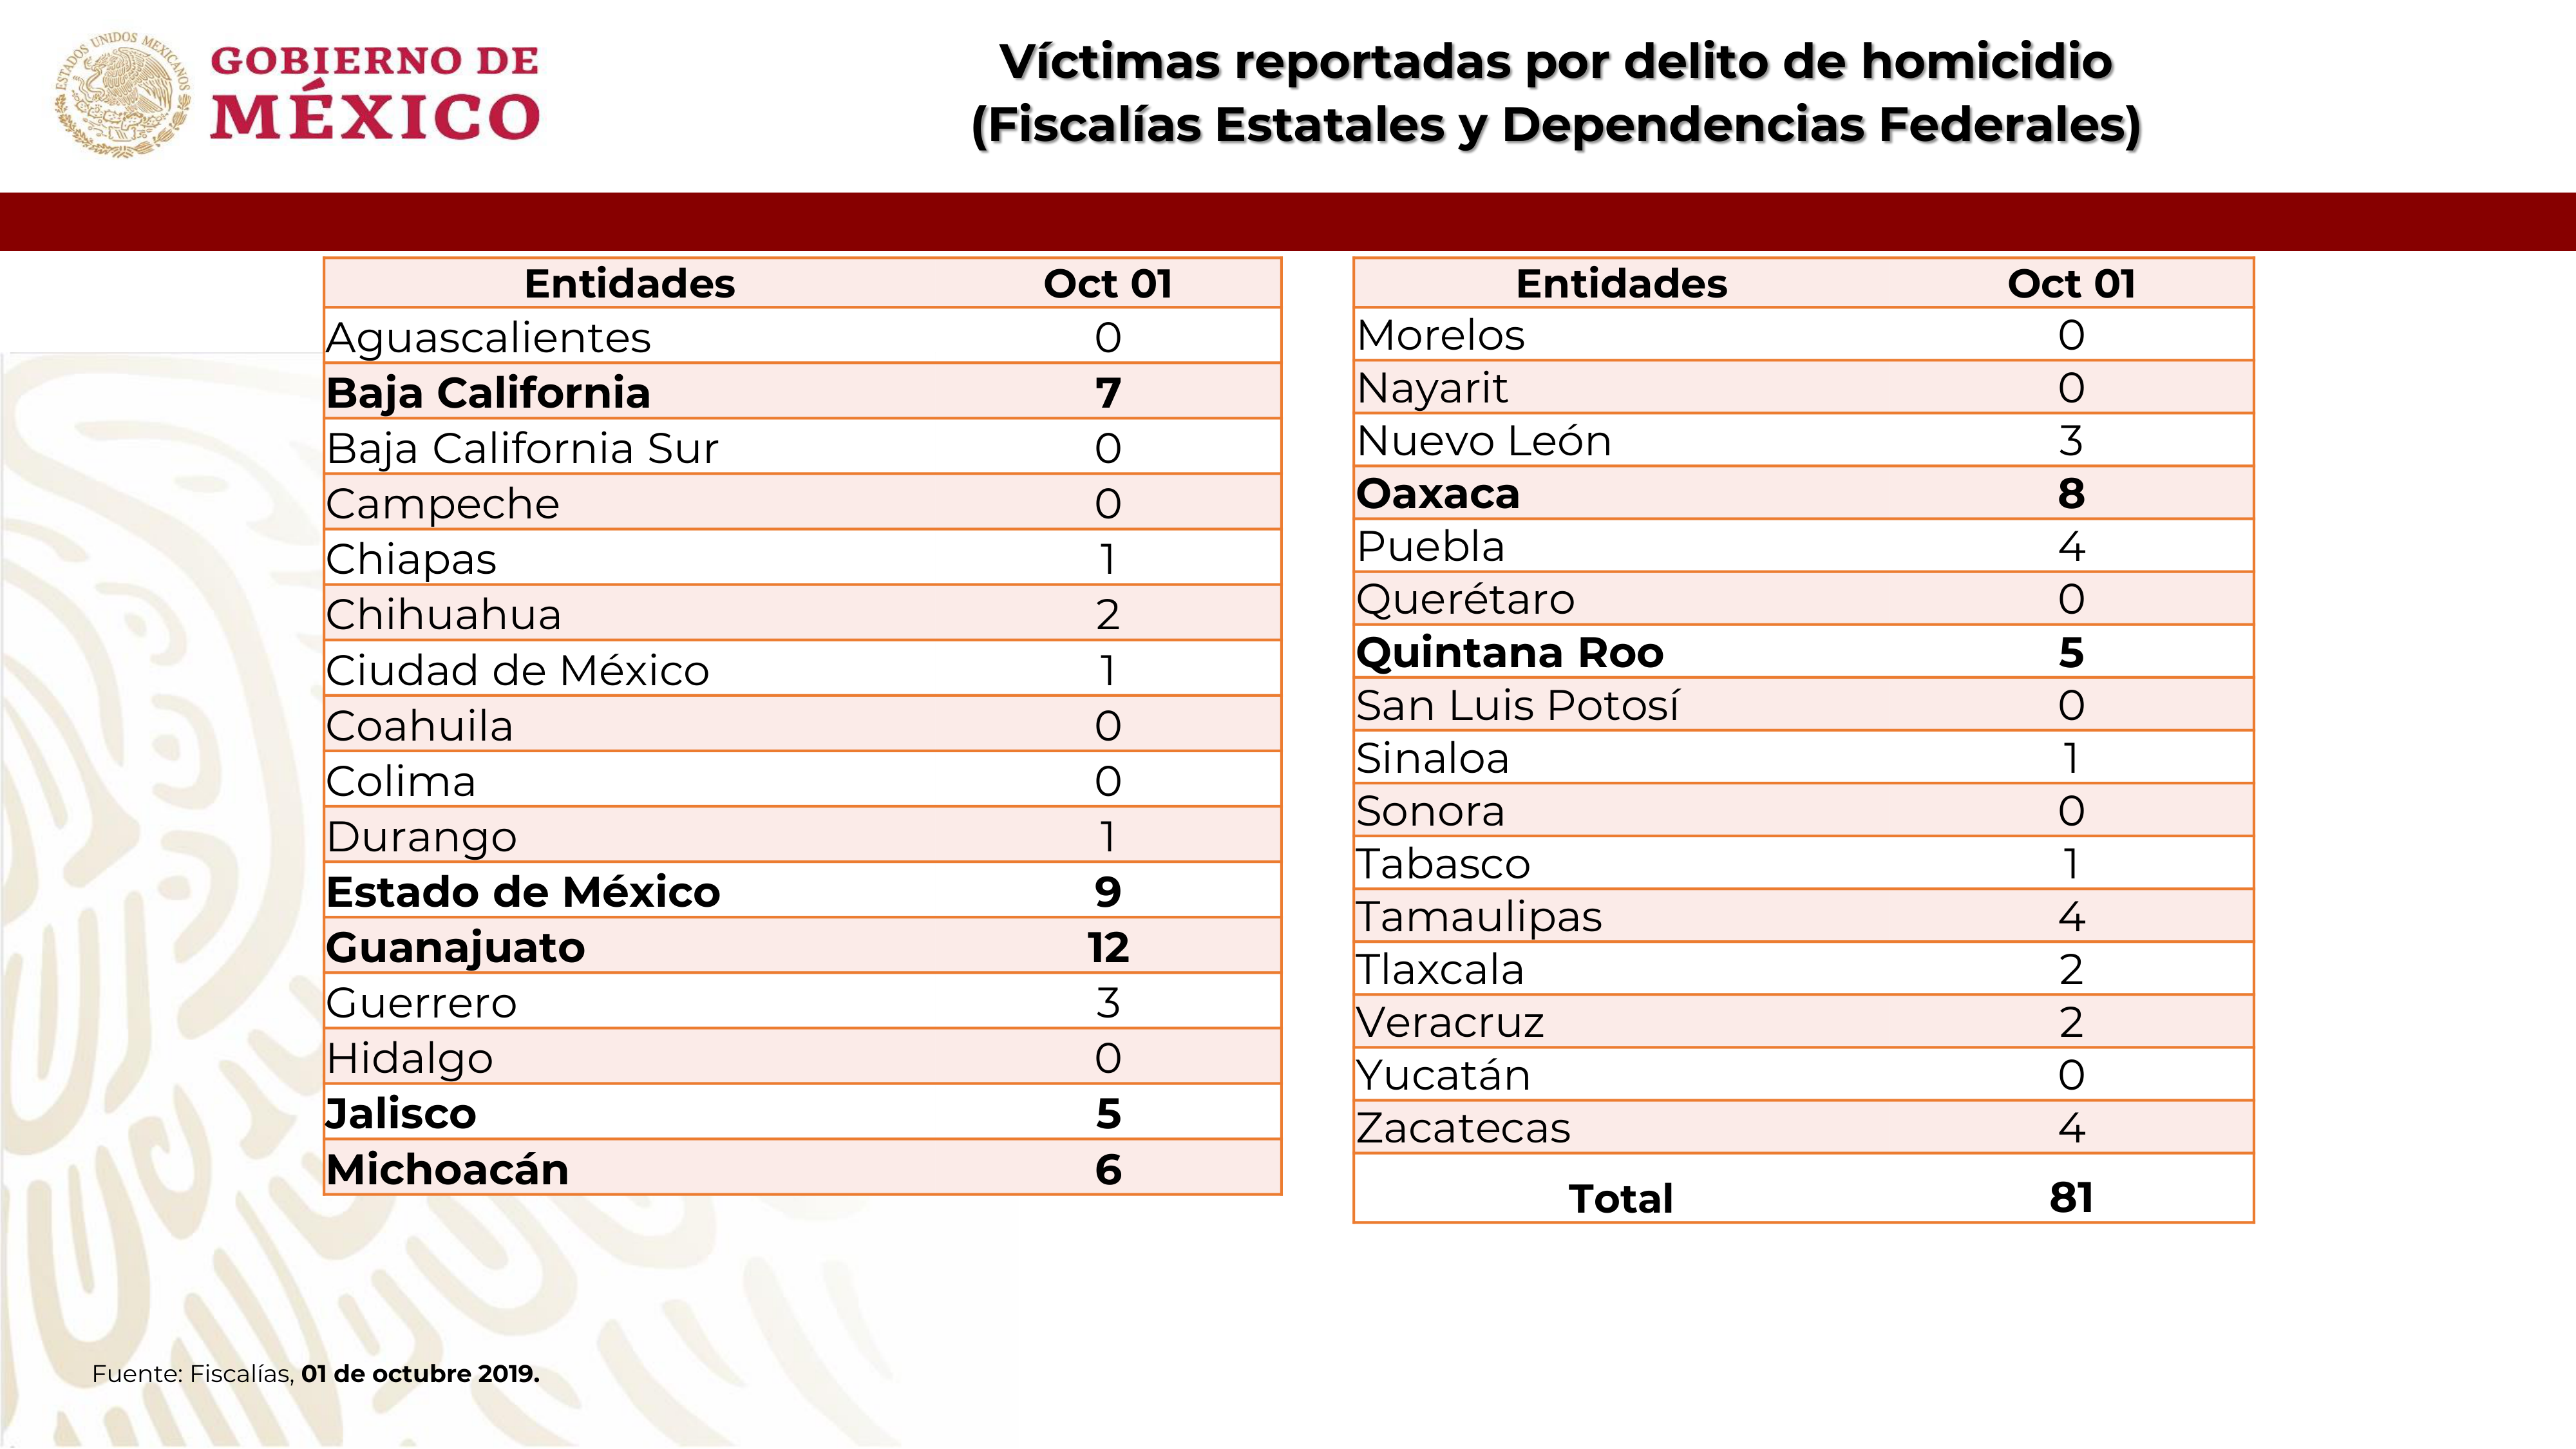 ESTADOS UNIDOS MEXICANOS
GOBIERNO DE
MÉXICO
Víctimas reportadas por delito de homicidio
(Fiscalías Estatales y Dependencias Federales)
Entidades Oct 01
Aguascalientes 0
Baja California 7
Baja California Sur 0
Campeche 0
Chiapas 1
Chihuahua 2
Ciudad de México 1
Coahuila 0
Colima 0
Durango 1
Estado de México 9
Guanajuato 12
Guerrero 3
Hidalgo 0
Jalisco 5
Michoacán 6
Entidades Oct 01
Morelos 0
Nayarit 0
Nuevo León 3
Oaxaca 8
Puebla 4
Querétaro 0
Quintana Roo 5
San Luis Potosí 0
Sinaloa 1
Sonora 0
Tabasco 1
Tamaulipas 4
Tlaxcala 2
Veracruz 2
Yucatán 0
Zacatecas 4
Total 81
Fuente: Fiscalías, 01 de octubre 2019.